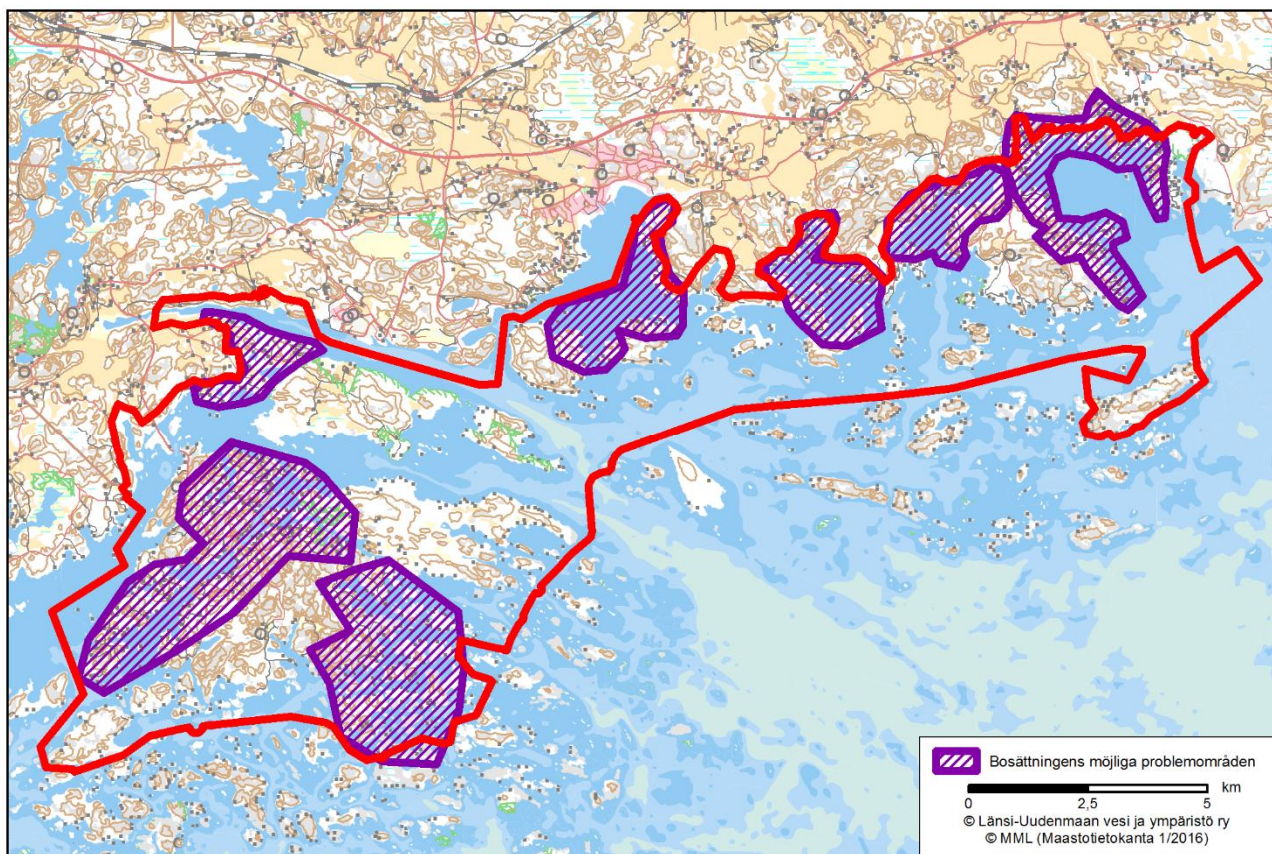 Bosättningens möjliga problemområden
km
0 2,5 5
© Länsi-Uudenmaan vesi ja ympäristö ry
© MML (Maastotietokanta 1/2016)